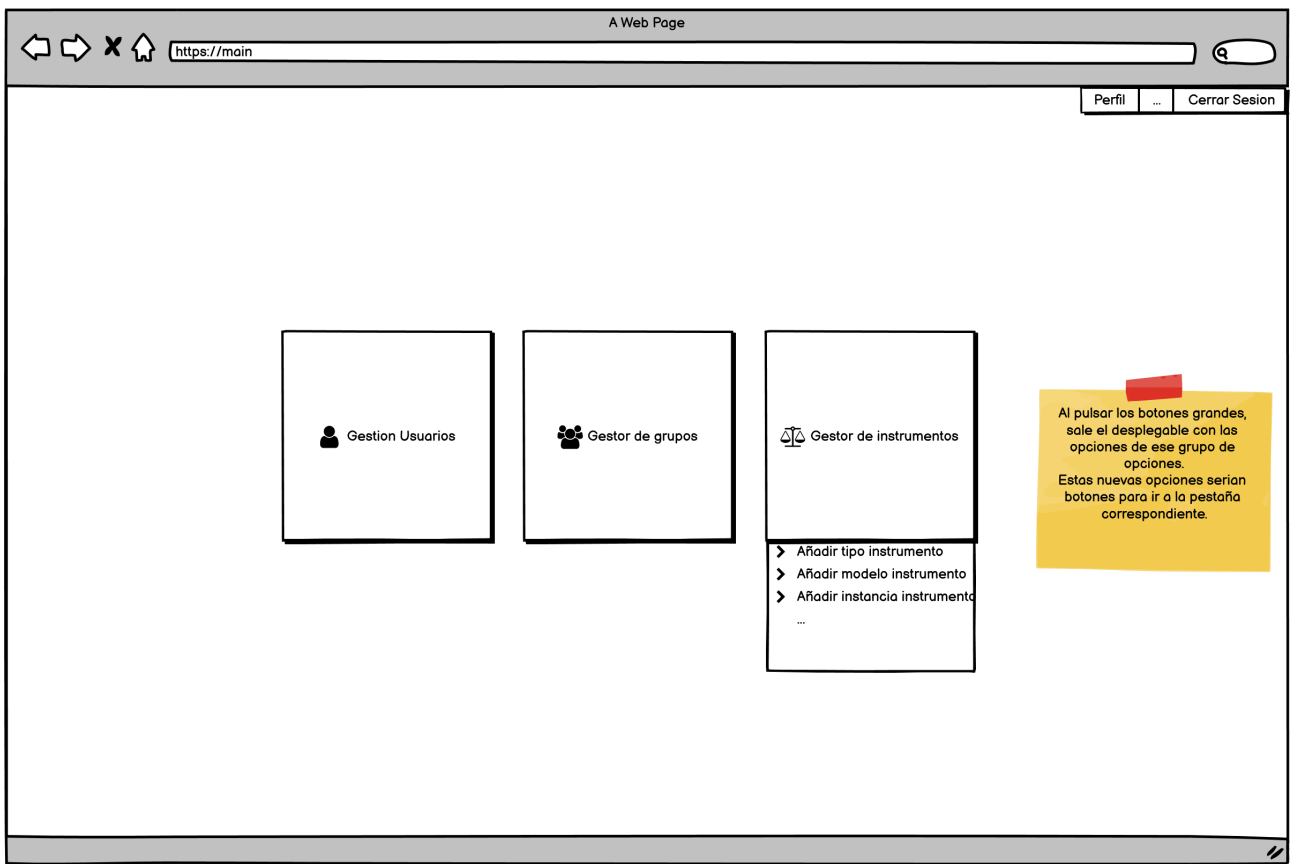 A Web Page
https://main
Perfil
...
Cerrar Sesion
Gestion Usuarios
Gestor de grupos
Gestor de instrumentos
Añadir tipo instrumento
Añadir modelo instrumento
Añadir instancia instrumento
...
Al pulsar los botones grandes,
sale el desplegable con las
opciones de ese grupo de
opciones.
Estas nuevas opciones serian
botones para ir a la pestaña
correspondiente.